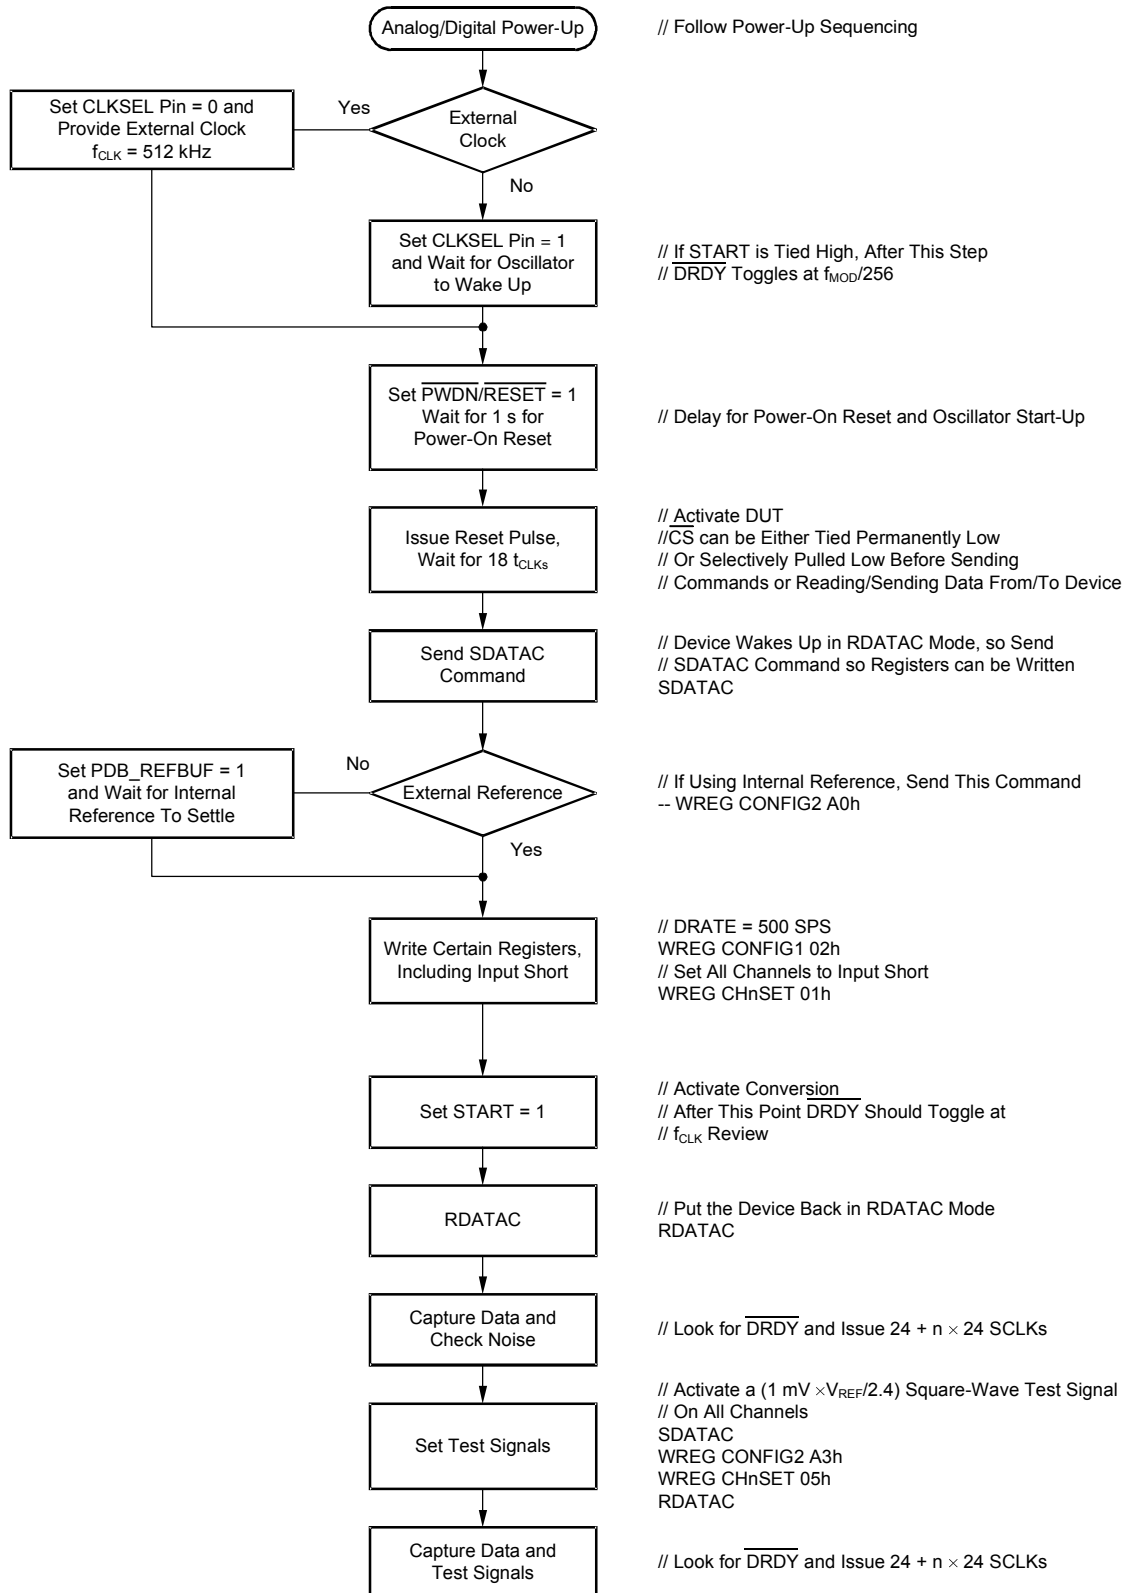 Analog/Digital Power-Up
// Follow Power-Up Sequencing
Set CLKSEL Pin = 0 and
Provide External Clock
fCLK = 512 kHz
Yes
External
Clock
No
Set CLKSEL Pin = 1
and Wait for Oscillator
to Wake Up
// If START is Tied High, After This Step
// DRDY Toggles at fMOD/256
Set PWDN/RESET = 1
Wait for 1 s for
Power-On Reset
// Delay for Power-On Reset and Oscillator Start-Up
Issue Reset Pulse,
Wait for 18 tCLKs
// Activate DUT
//CS can be Either Tied Permanently Low
// Or Selectively Pulled Low Before Sending
// Commands or Reading/Sending Data From/To Device
Send SDATAC
Command
// Device Wakes Up in RDATAC Mode, so Send
// SDATAC Command so Registers can be Written
SDATAC
Set PDB_REFBUF = 1
and Wait for Internal
Reference To Settle
No
External Reference
Yes
// If Using Internal Reference, Send This Command
-- WREG CONFIG2 A0h
Write Certain Registers,
Including Input Short
// DRATE = 500 SPS
WREG CONFIG1 02h
// Set All Channels to Input Short
WREG CHnSET 01h
Set START = 1
// Activate Conversion
// After This Point DRDY Should Toggle at
// fCLK Review
RDATAC
// Put the Device Back in RDATAC Mode
RDATAC
Capture Data and
Check Noise
// Look for DRDY and Issue 24 + n × 24 SCLKs
Set Test Signals
// Activate a (1 mV ×VREF/2.4) Square-Wave Test Signal
// On All Channels
SDATAC
WREG CONFIG2 A3h
WREG CHnSET 05h
RDATAC
Capture Data and
Test Signals
// Look for DRDY and Issue 24 + n × 24 SCLKs